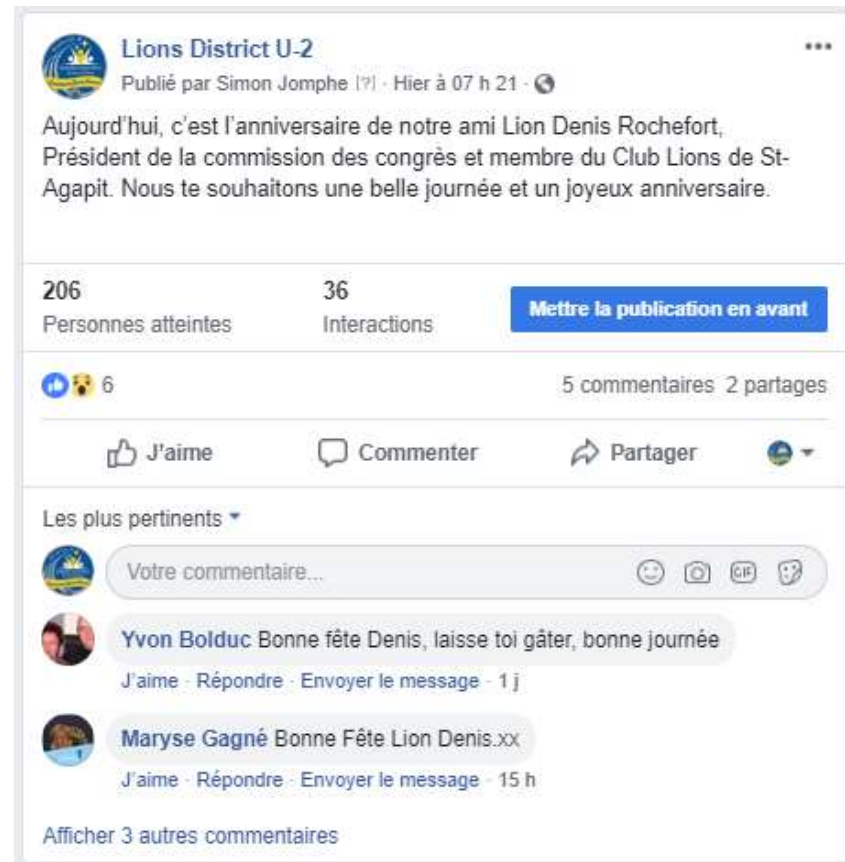 Lions District U-2
Publié par Simon Jomphe [?] · Hier à 07 h 21 ·
Aujourd'hui, c'est l'anniversaire de notre ami Lion Denis Rochefort,
Président de la commission des congrès et membre du Club Lions de St-
Agapit. Nous te souhaitons une belle journée et un joyeux anniversaire.
206 36
Personnes atteintes Interactions Mettre la publication en avant
6 5 commentaires 2 partages
J'aime Commenter Partager
Les plus pertinents
Votre commentaire... GIF
Yvon Bolduc Bonne fête Denis, laisse toi gâter, bonne journée
J'aime · Répondre · Envoyer le message · 1 j
Maryse Gagné Bonne Fête Lion Denis.xx
J'aime · Répondre · Envoyer le message · 15 h
Afficher 3 autres commentaires